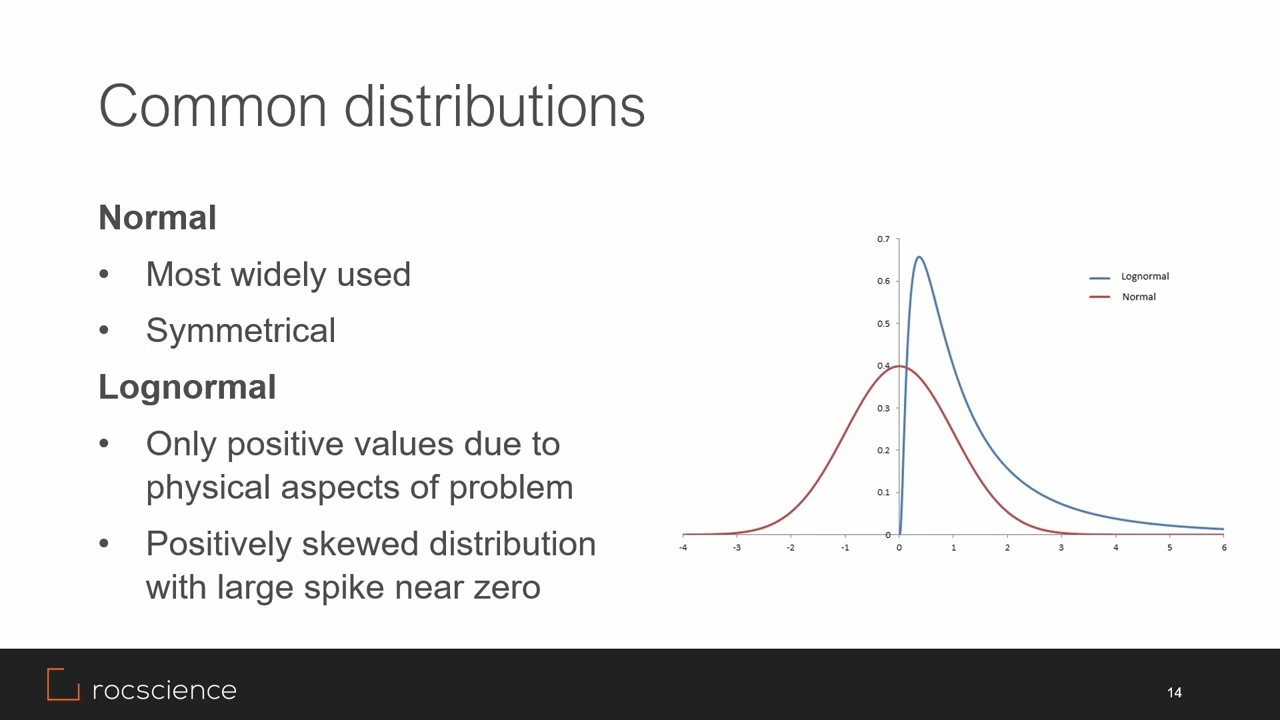 Common distributions
Normal
• Most widely used
• Symmetrical
Lognormal
• Only positive values due to
physical aspects of problem
• Positively skewed distribution
with large spike near zero
0.7
0.6
0.5
0.4
0.3
0.2
0.1
0
-4 -3 -2 -1 0 1 2 3 4 5 6
Lognormal
Normal
rocscience
14